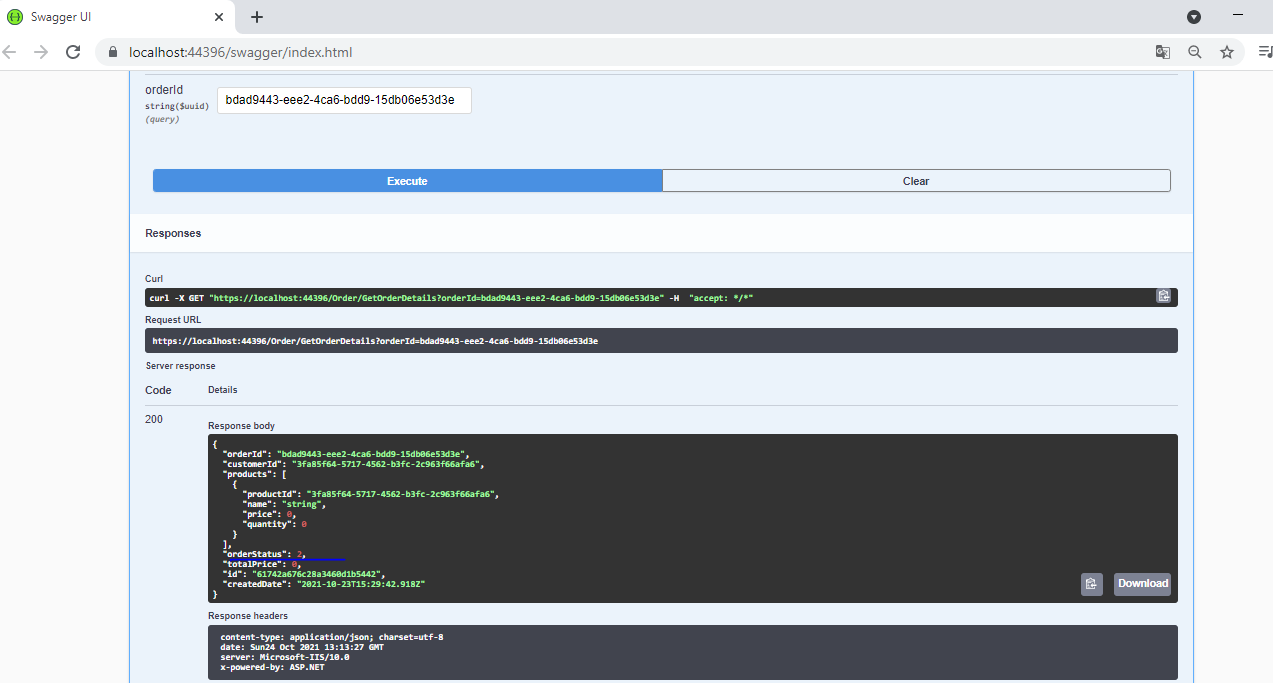 Swagger UI
localhost:44396/swagger/index.html
orderId
string($uuid)
(query)
bdad9443-eee2-4ca6-bdd9-15db06e53d3e
Execute
Clear
Responses
Curl
curl -X GET "https://localhost:44396/Order/GetOrderDetails?orderId=bdad9443-eee2-4ca6-bdd9-15db06e53d3e" -H  "accept: */*"
Request URL
https://localhost:44396/Order/GetOrderDetails?orderId=bdad9443-eee2-4ca6-bdd9-15db06e53d3e
Server response
Code Details
200
Response body
{
"orderId": "bdad9443-eee2-4ca6-bdd9-15db06e53d3e",
"customerId": "3fa85f64-5717-4562-b3fc-2c963f66afa6",
"products": [
{
"productId": "3fa85f64-5717-4562-b3fc-2c963f66afa6",
"name": "string",
"price": 0,
"quantity": 0
}
],
"orderStatus": 2,
"totalPrice": 0,
"id": "61742a676c28a3460d1b5442",
"createdDate": "2021-10-23T15:29:42.918Z"
}
Download
Response headers
content-type: application/json; charset=utf-8
date: Sun24 Oct 2021 13:13:27 GMT
server: Microsoft-IIS/10.0
x-powered-by: ASP.NET